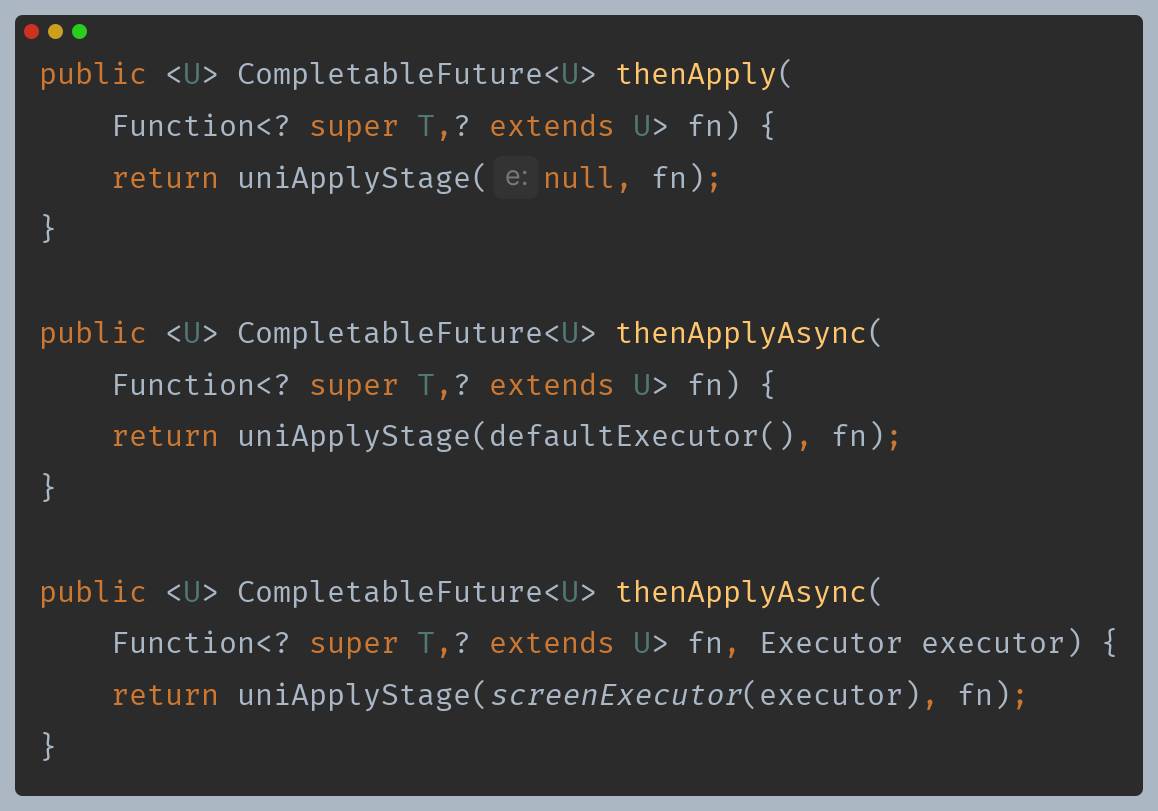 public <U> CompletableFuture<U> thenApply(
    Function<? super T,? extends U> fn) {
    return uniApplyStage( e: null, fn);
}

public <U> CompletableFuture<U> thenApplyAsync(
    Function<? super T,? extends U> fn) {
    return uniApplyStage(defaultExecutor(), fn);
}

public <U> CompletableFuture<U> thenApplyAsync(
    Function<? super T,? extends U> fn, Executor executor) {
    return uniApplyStage(screenExecutor(executor), fn);
}